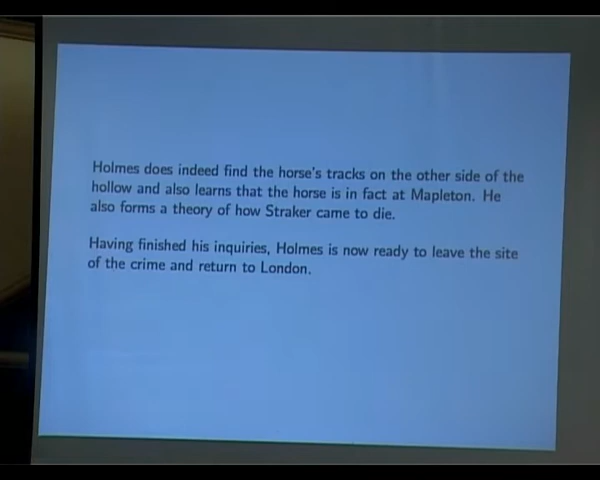 Holmes does indeed find the horse's tracks on the other side of the
hollow and also learns that the horse is in fact at Mapleton. He
also forms a theory of how Straker came to die.
Having finished his inquiries, Holmes is now ready to leave the site
of the crime and return to London.